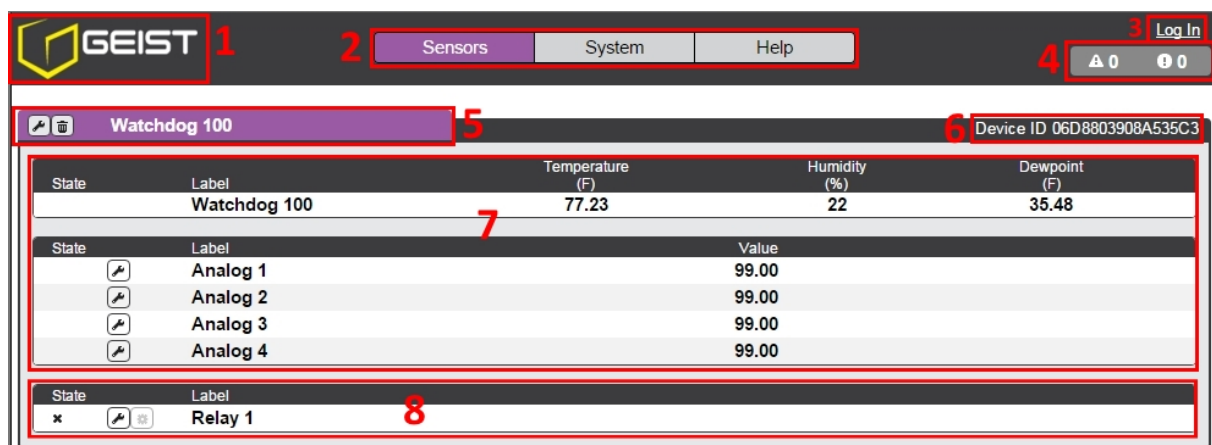 GEIST 1
2 Sensors System Help
3 Log In
4 0 0
Watchdog 100 5
6 Device ID 06D8803908A535C3
State Label Temperature (F) Humidity (%) Dewpoint (F)
Watchdog 100 77.23 22 35.48
7
State Label Value
Analog 1 99.00
Analog 2 99.00
Analog 3 99.00
Analog 4 99.00
State Label
Relay 1
8